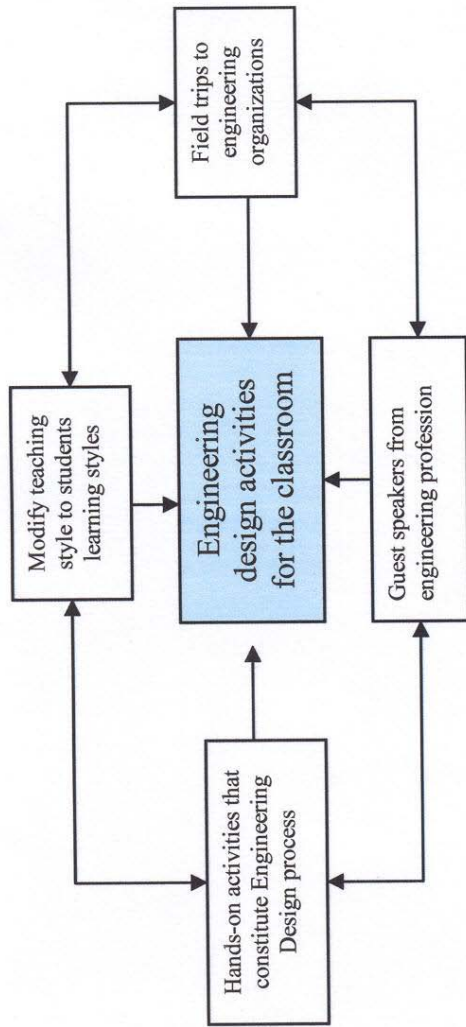 Modify teaching
style to students
learning styles
Hands-on activities that
constitute Engineering
Design process
Engineering
design activities
for the classroom
Field trips to
engineering
organizations
Guest speakers from
engineering profession